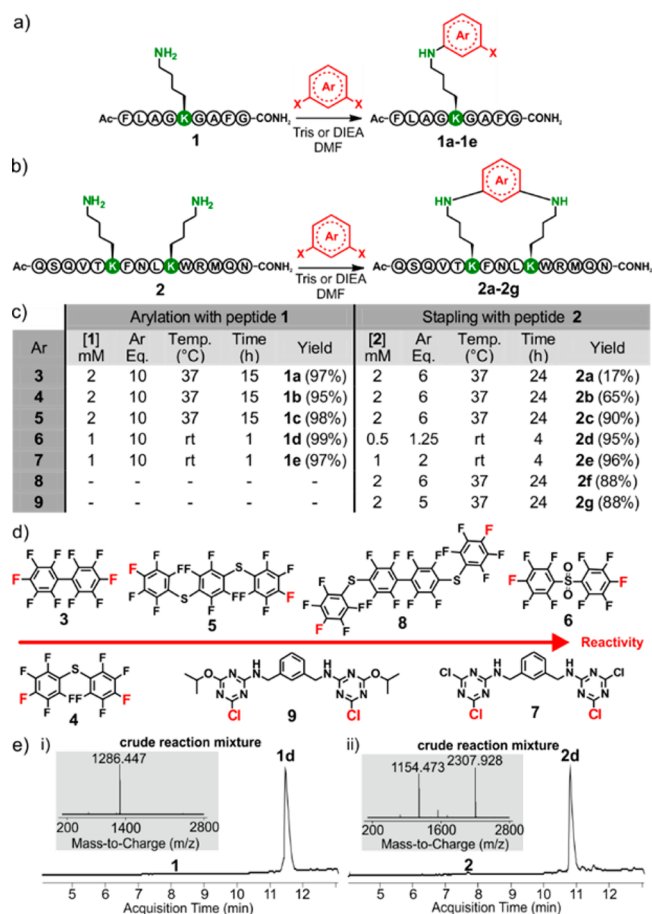 a)
NH₂
HN Ar X
X Ar X
Ac-FLAGKGAFG-CONH₂
Tris or DIEA
DMF
Ac-FLAGKGAFG-CONH₂
1
1a-1e
b)
NH₂ NH₂
X Ar X
HN Ar NH
Ac-QSQVTKFNLKWRMQN-CONH₂
Tris or DIEA
DMF
Ac-QSQVTKFNLKWRMQN-CONH₂
2
2a-2g
c)
Arylation with peptide 1 Stapling with peptide 2
Ar [1] mM Ar Eq. Temp. (°C) Time (h) Yield [2] mM Ar Eq. Temp. (°C) Time (h) Yield
3 2 10 37 15 1a (97%) 2 6 37 24 2a (17%)
4 2 10 37 15 1b (95%) 2 6 37 24 2b (65%)
5 2 10 37 15 1c (98%) 2 6 37 24 2c (90%)
6 1 10 rt 1 1d (99%) 0.5 1.25 rt 4 2d (95%)
7 1 10 rt 1 1e (97%) 1 2 rt 4 2e (96%)
8 - - - - - 2 6 37 24 2f (88%)
9 - - - - - 2 5 37 24 2g (88%)
d)
F F F F F F F F F F
3
F F F F F S F F F F S F F F F F
5
F F F F F S F F F F F F F F S F F F F F
8
F F F F F S O O F F F F F
6
Reactivity
F F F F F S F F F F F
4
O N N N Cl H N H N N N N O Cl
9
Cl N N N Cl H N H N N N N Cl Cl
7
e) i) crude reaction mixture 1d
1286.447
200 1400 2800
Mass-to-Charge (m/z)
1
4 5 6 7 8 9 10 11 12
Acquisition Time (min)
ii) crude reaction mixture 2d
1154.473 2307.928
200 1600 2800
Mass-to-Charge (m/z)
2
4 5 6 7 8 9 10 11 12
Acquisition Time (min)